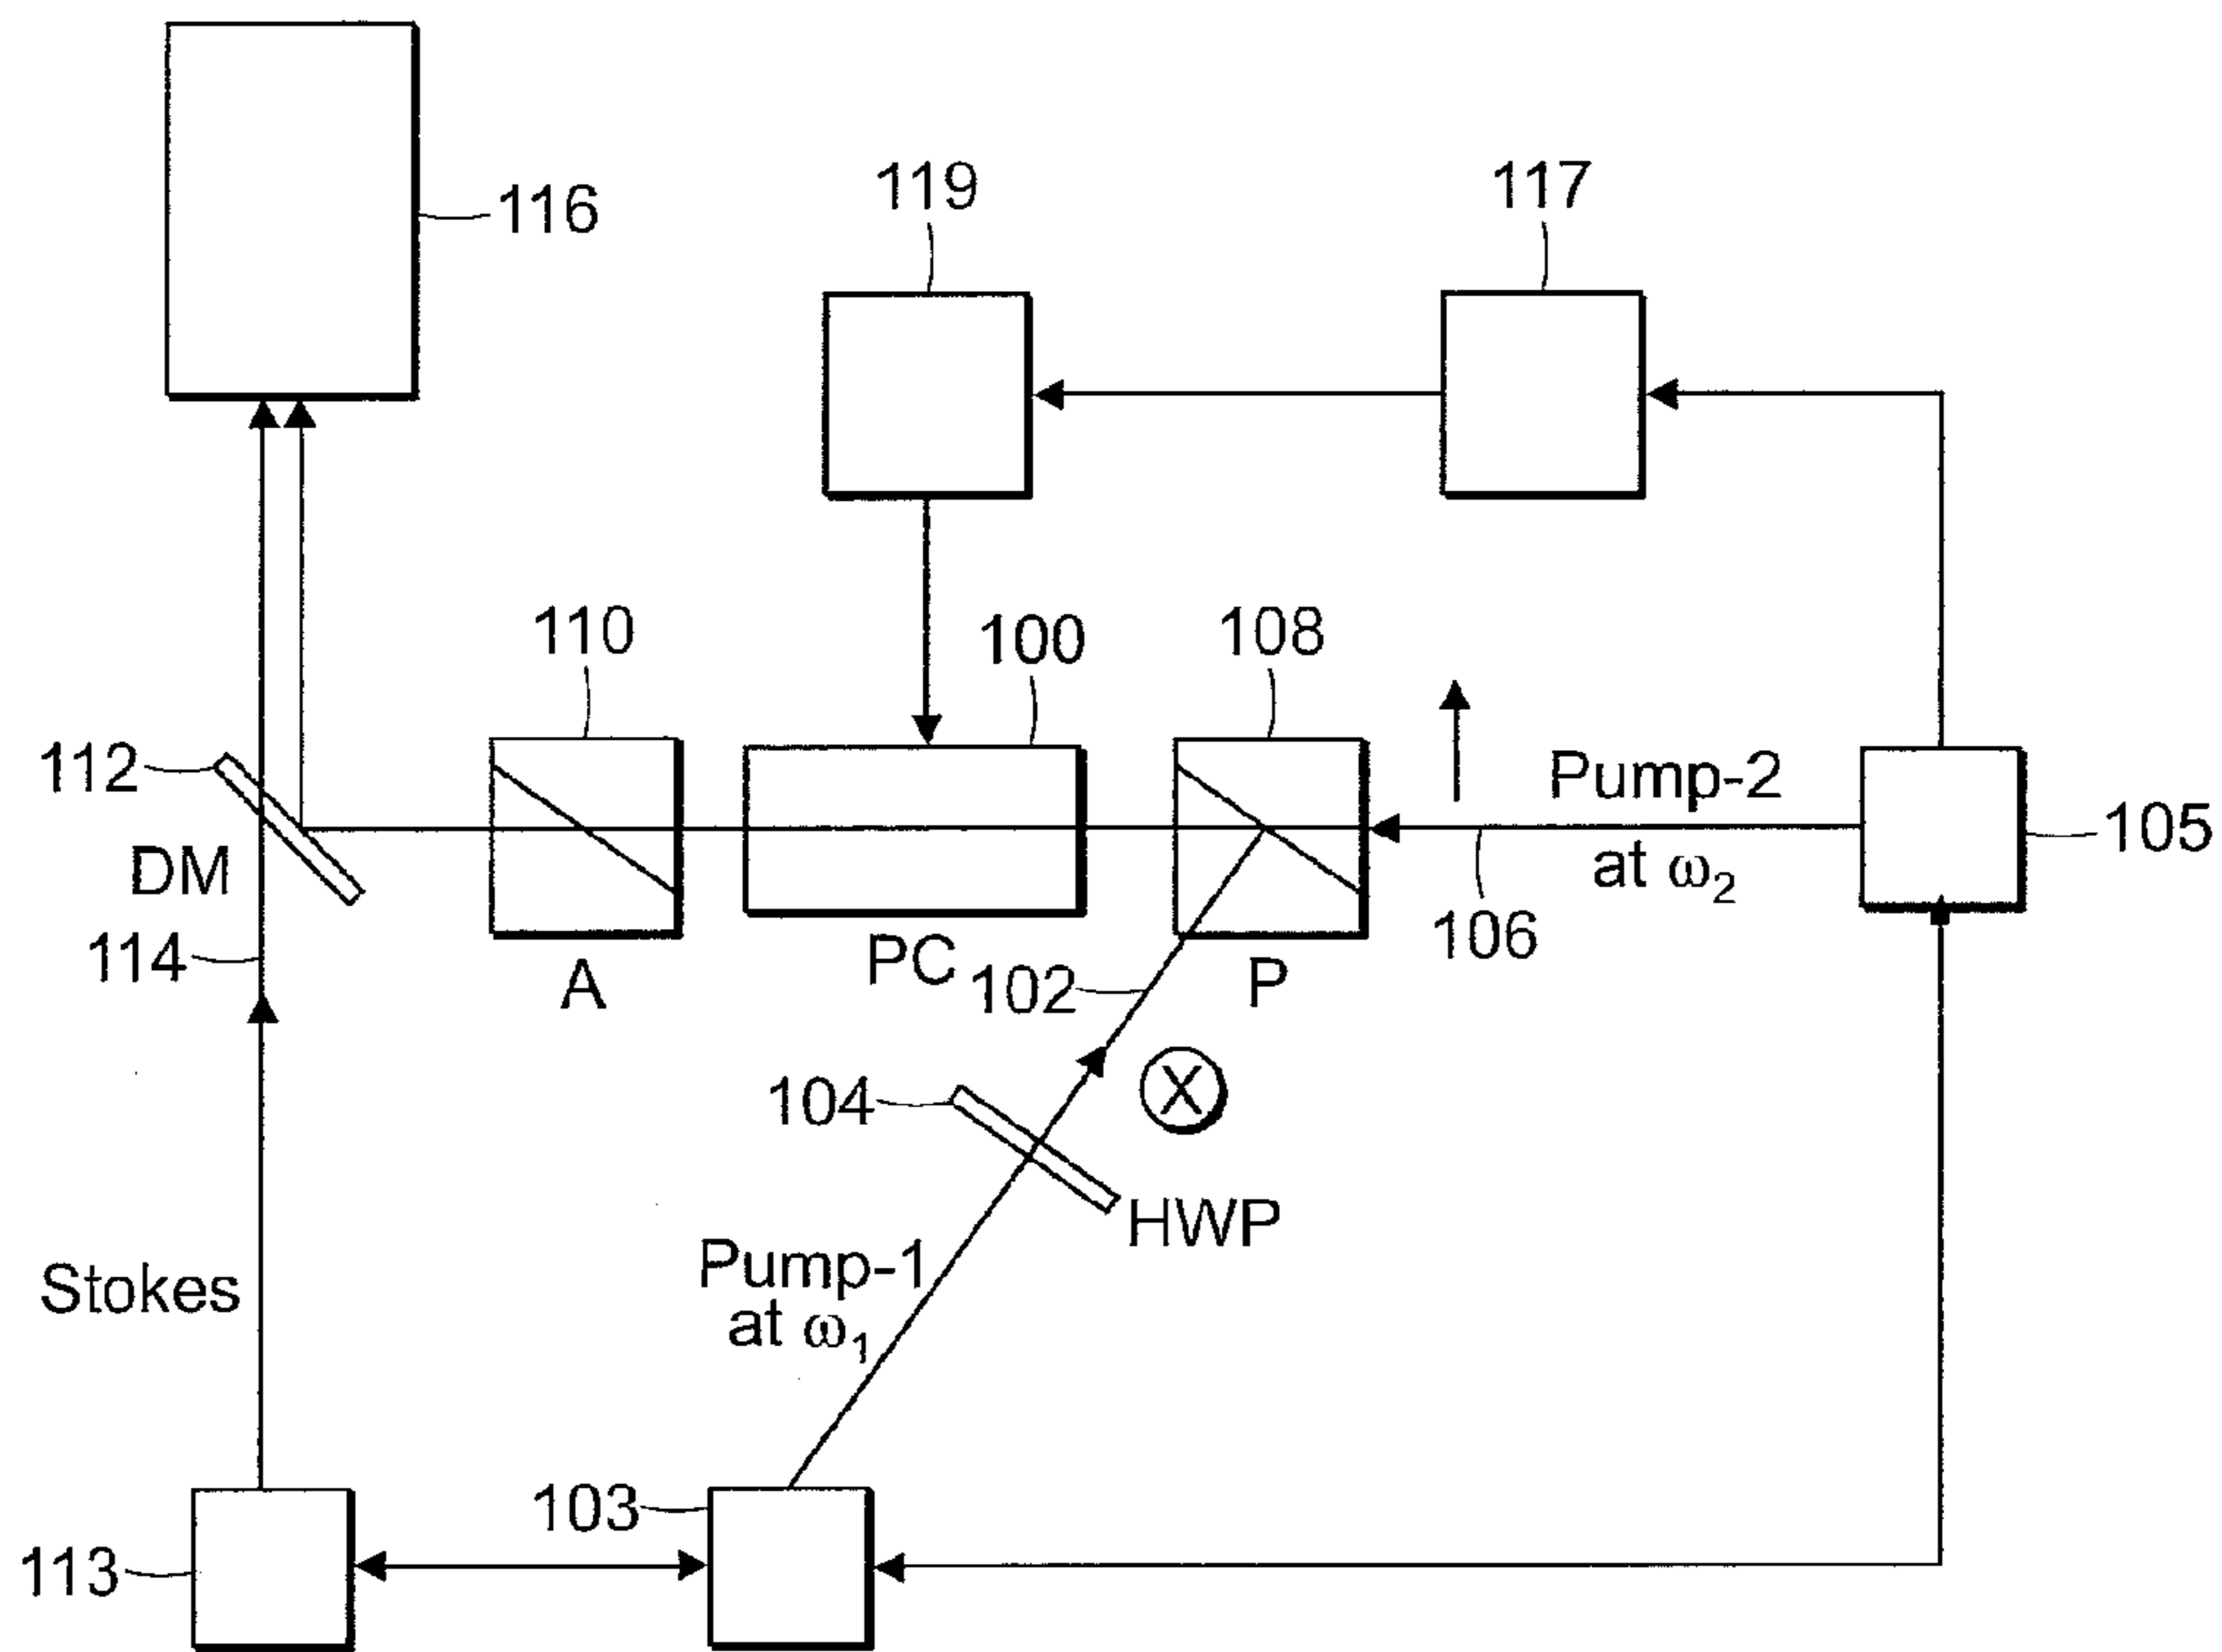 119
117
116
110
100
108
112
Pump-2
at ω₂
105
DM
106
114
A
PC
102
P
104
X
HWP
Pump-1
at ω₁
Stokes
103
113